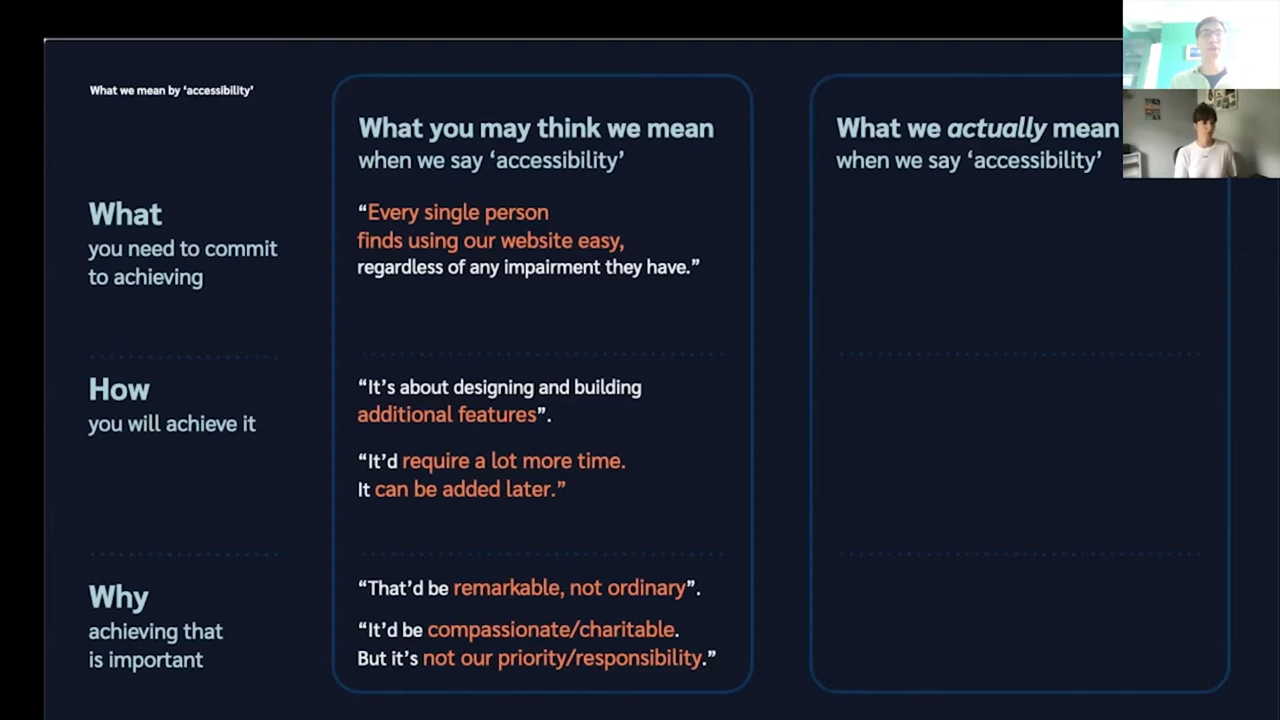 What we mean by ‘accessibility’
What you may think we mean
when we say ‘accessibility’
What we actually mean
when we say ‘accessibility’
What
you need to commit
to achieving
“Every single person
finds using our website easy,
regardless of any impairment they have.”
How
you will achieve it
“It’s about designing and building
additional features”.
“It’d require a lot more time.
It can be added later.”
Why
achieving that
is important
“That’d be remarkable, not ordinary”.
“It’d be compassionate/charitable.
But it’s not our priority/responsibility.”